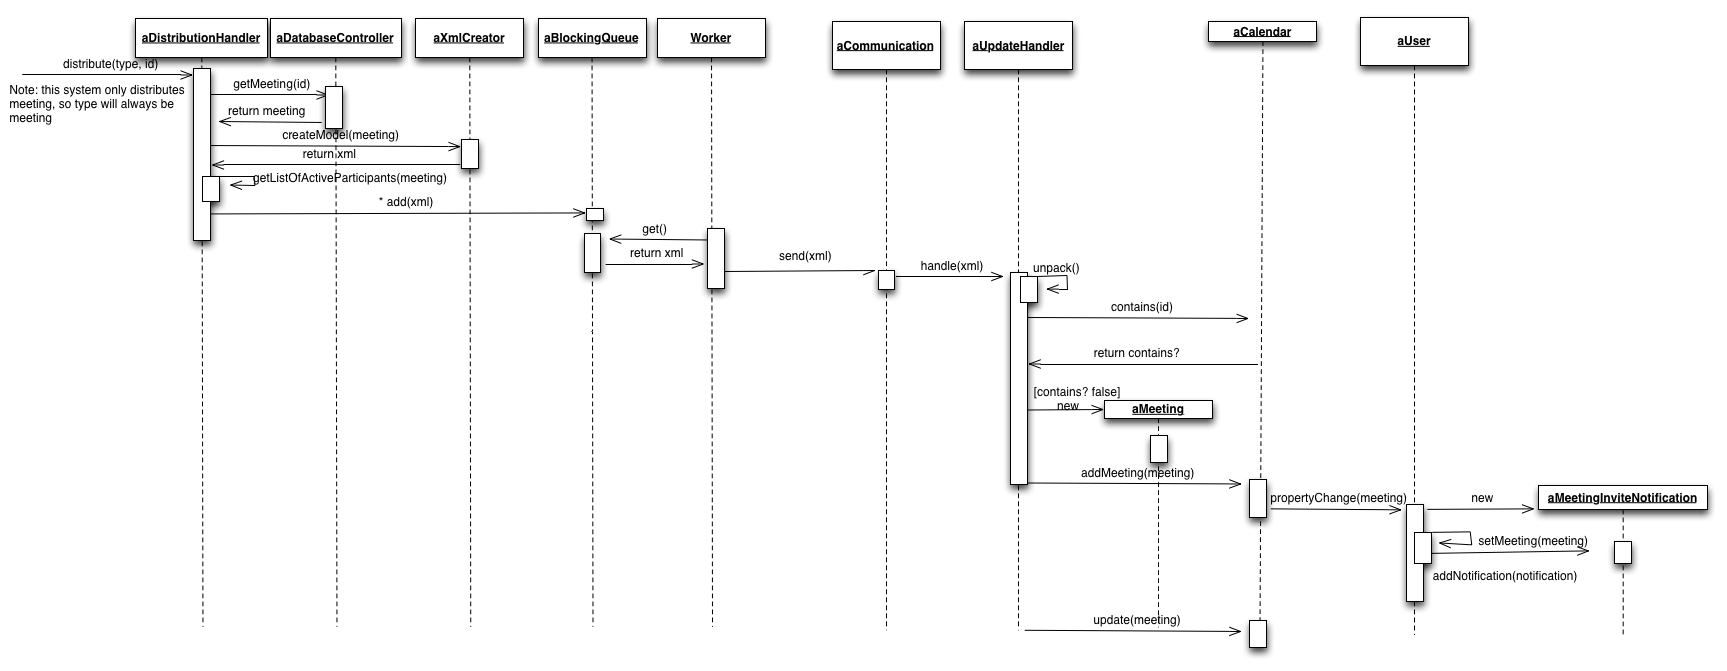 aDistributionHandler
aDatabaseController
aXmlCreator
aBlockingQueue
Worker
aCommunication
aUpdateHandler
aCalendar
aUser
distribute(type, id)
Note: this system only distributes
meeting, so type will always be
meeting
getMeeting(id)
return meeting
createModel(meeting)
return xml
getListOfActiveParticipants(meeting)
* add(xml)
get()
return xml
send(xml)
handle(xml)
unpack()
contains(id)
return contains?
[contains? false]
new
aMeeting
addMeeting(meeting)
propertyChange(meeting)
new
aMeetingInviteNotification
setMeeting(meeting)
addNotification(notification)
update(meeting)